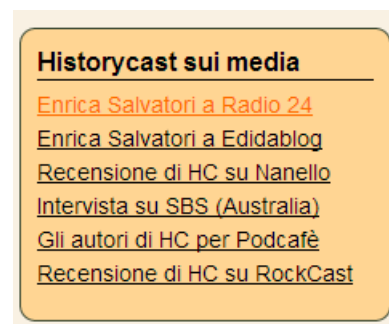 Historycast sui media
Enrica Salvatori a Radio 24
Enrica Salvatori a Edidablog
Recensione di HC su Nanello
Intervista su SBS (Australia)
Gli autori di HC per Podcafè
Recensione di HC su RockCast